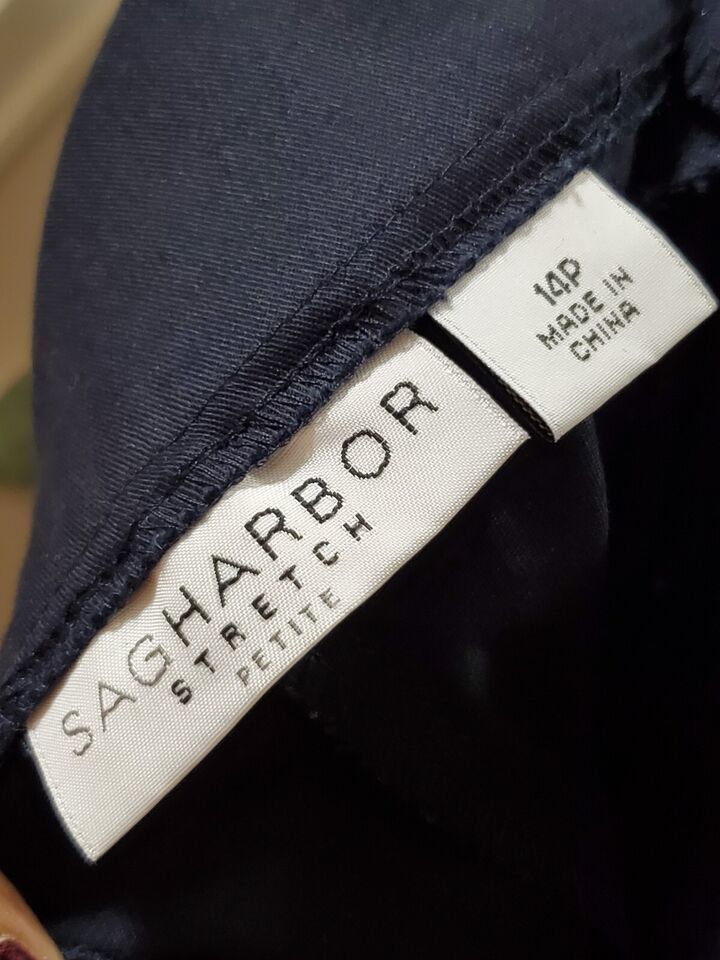 SAGHARBOR
STRETCH
PETITE
14P
MADE IN
CHINA